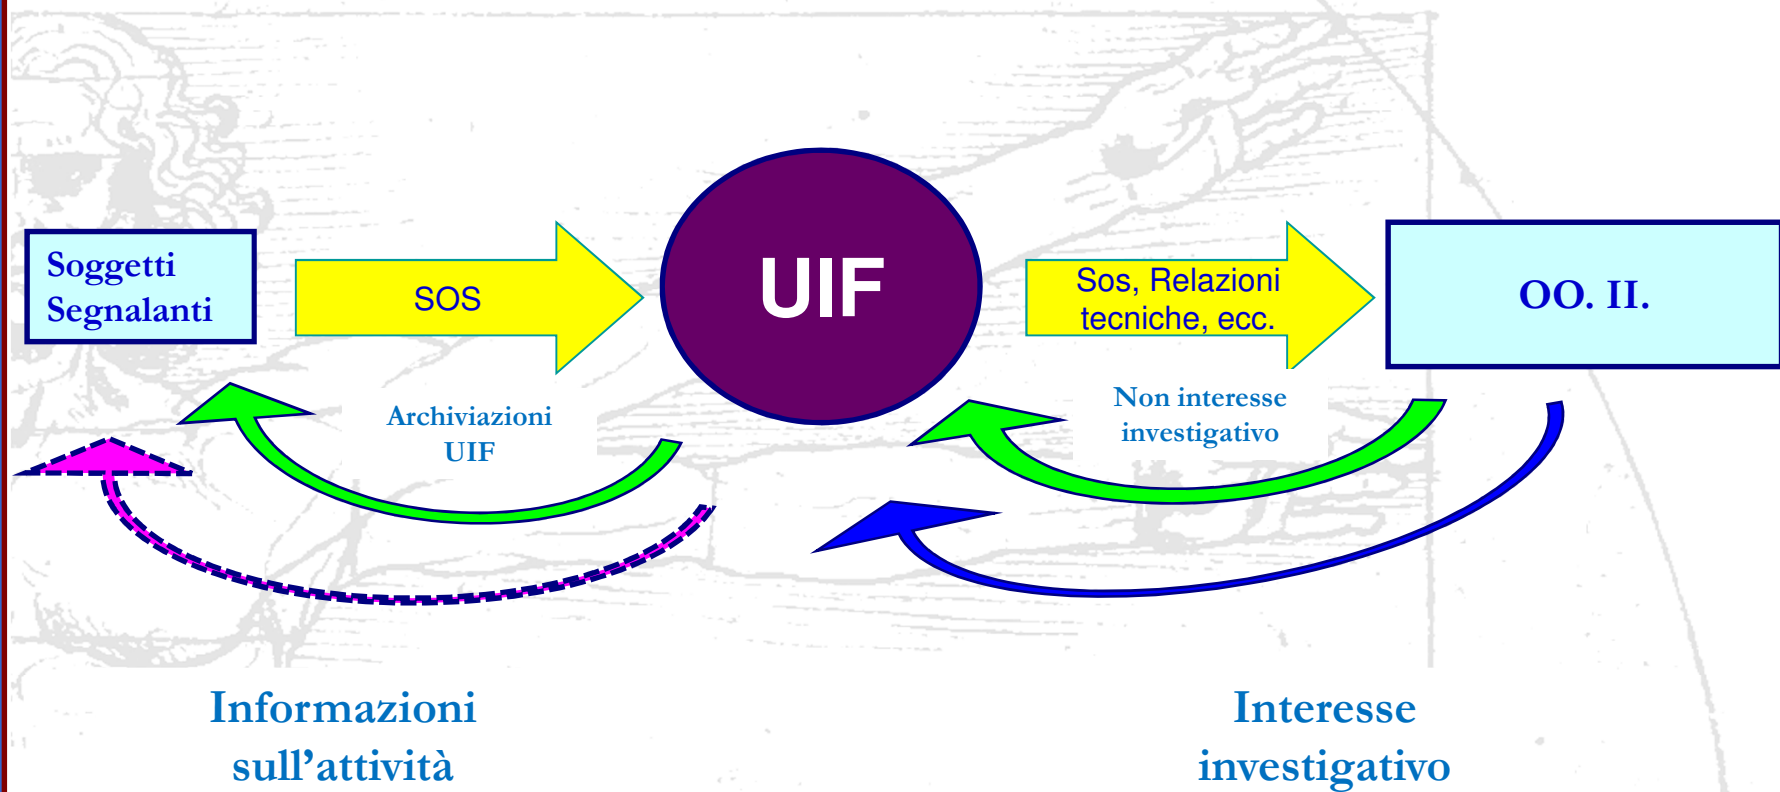 Soggetti
Segnalanti
SOS
UIF
Sos, Relazioni
tecniche, ecc.
OO. II.
Archiviazioni
UIF
Non interesse
investigativo
Informazioni
sull’attività
Interesse
investigativo